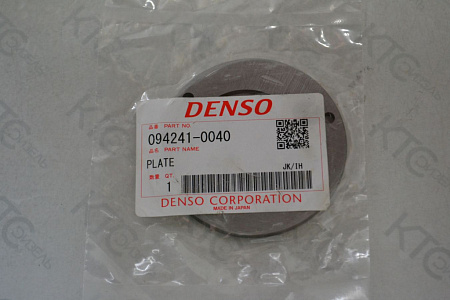 DENSO
品番 PART NO
094241-0040
品名 PART NAME
PLATE
JK/IH
数量 Q'T
1
DENSO CORPORATION
MADE IN JAPAN